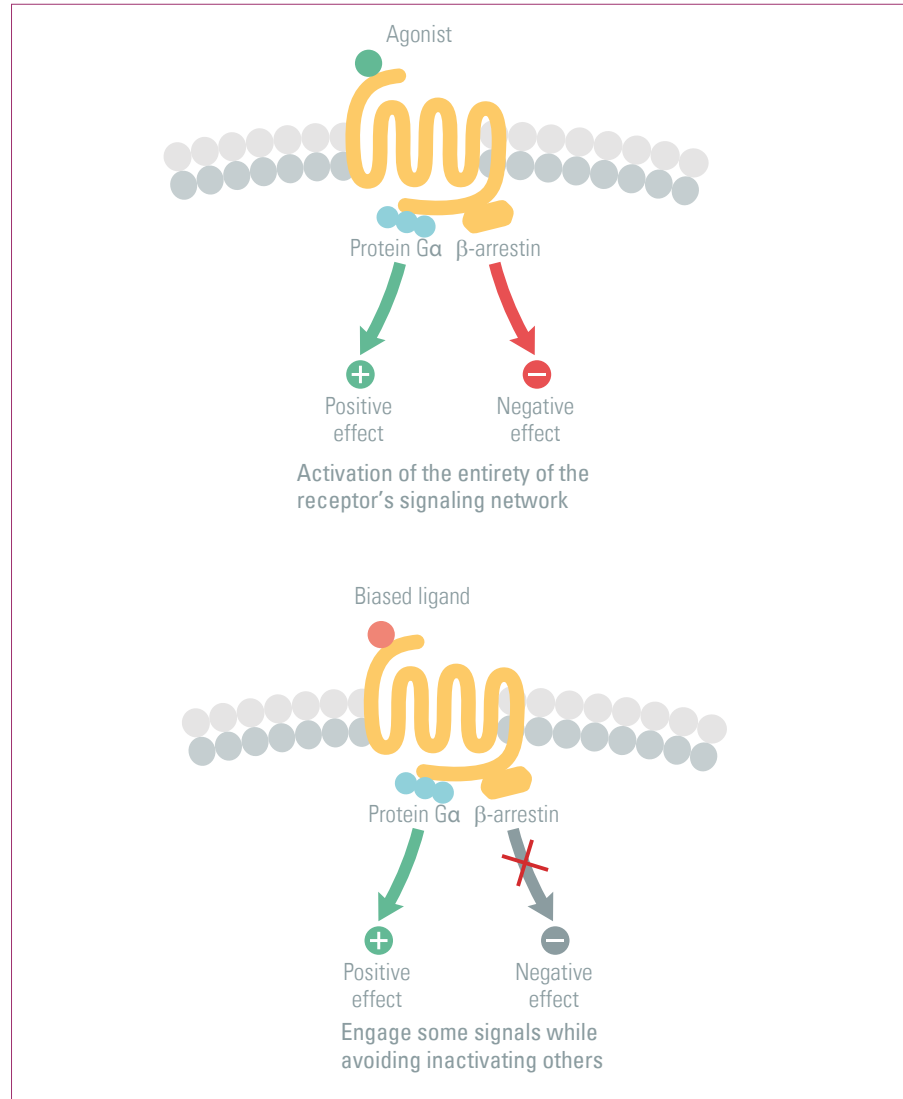 Agonist
Protein Gα β-arrestin
Positive
effect
Negative
effect
Activation of the entirety of the
receptor’s signaling network
Biased ligand
Protein Gα β-arrestin
Positive
effect
Negative
effect
Engage some signals while
avoiding inactivating others